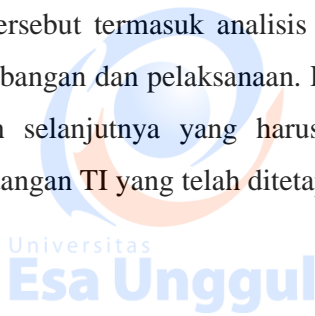 ersebut termasuk analisis
bangan dan pelaksanaan.
selanjutnya yang harus
angan TI yang telah ditetap
Universitas
Esa Unggul